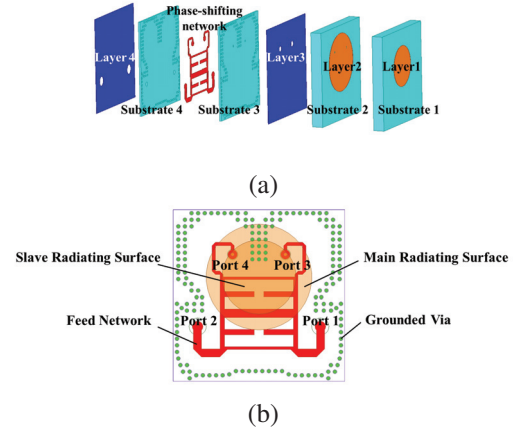 Phase-shifting
network
Layer 4
Layer3
Layer2
Layer1
Substrate 4
Substrate 3
Substrate 2
Substrate 1
(a)
Slave Radiating Surface
Port 4
Port 3
Main Radiating Surface
Feed Network
Port 2
Port 1
Grounded Via
(b)